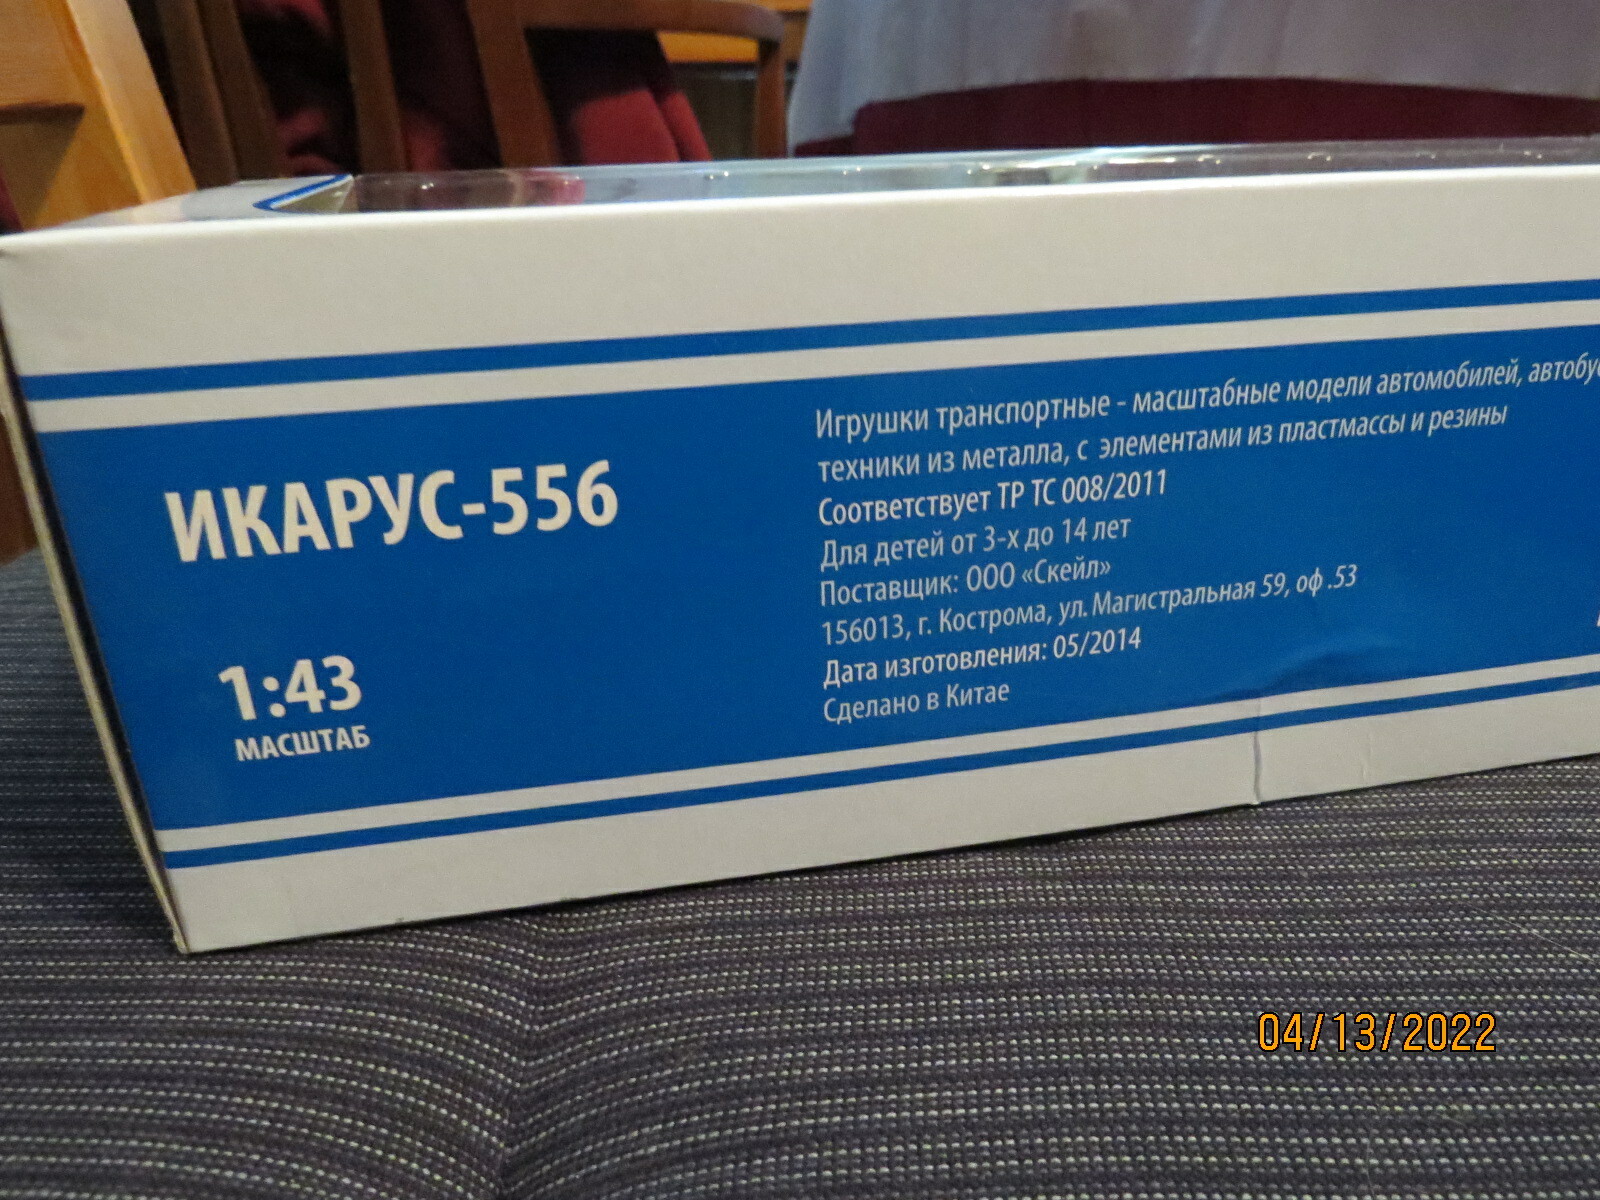 ИКАРУС-556
1:43
МАСШТАБ
Игрушки транспортные - масштабные модели автомобилей,
техники из металла, с элементами из пластмассы и резины
Соответствует ТР ТС 008/2011
Для детей от 3-х до 14 лет
Поставщик: ООО «Скейл»
156013, г. Кострома, ул. Магистральная 59, оф .53
Дата изготовления: 05/2014
Сделано в Китае
04/13/2022